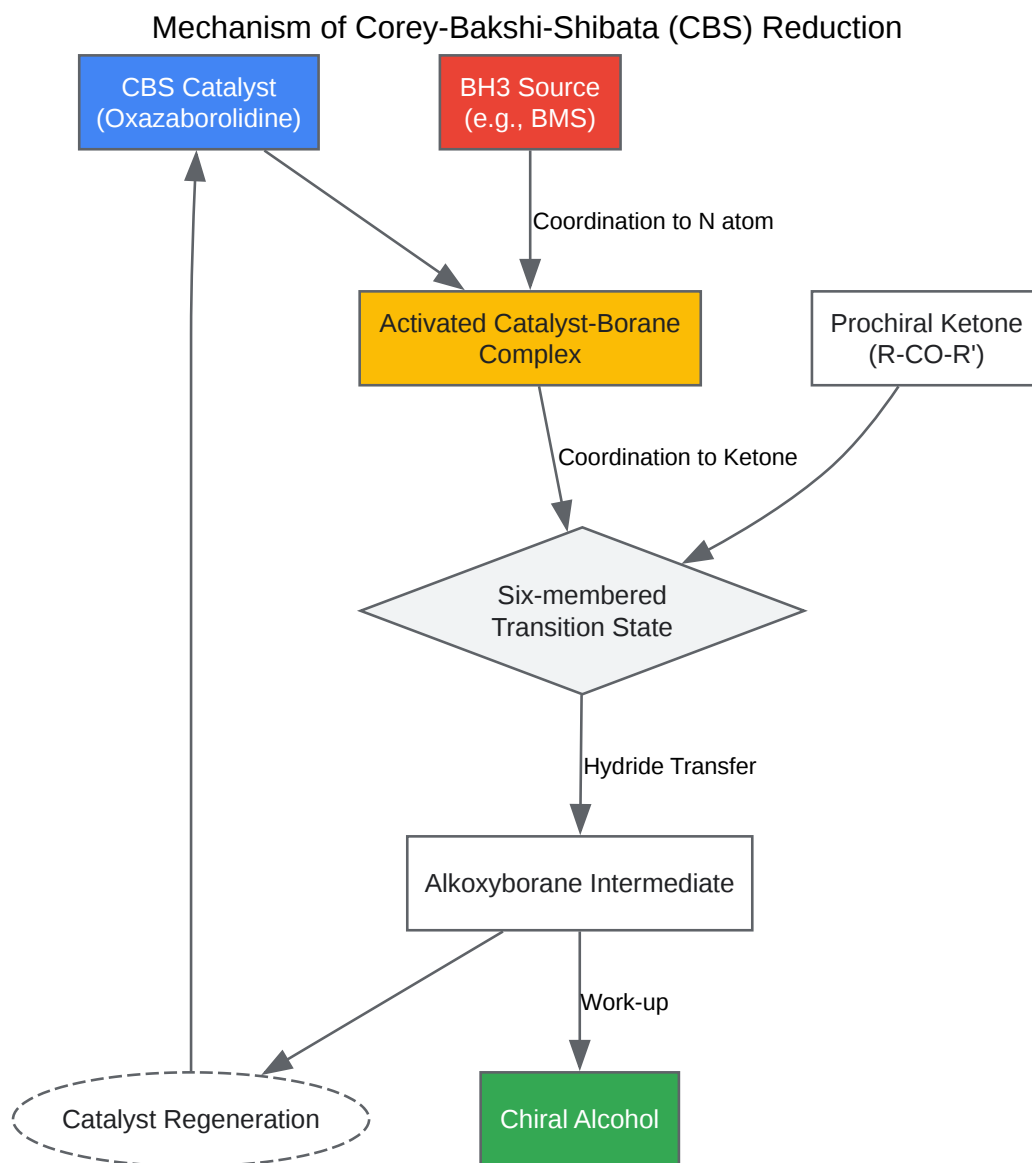 Mechanism of Corey-Bakshi-Shibata (CBS) Reduction
CBS Catalyst
(Oxazaborolidine)
BH3 Source
(e.g., BMS)
Coordination to N atom
Activated Catalyst-Borane
Complex
Prochiral Ketone
(R-CO-R')
Coordination to Ketone
Six-membered
Transition State
Hydride Transfer
Alkoxyborane Intermediate
Work-up
Catalyst Regeneration
Chiral Alcohol